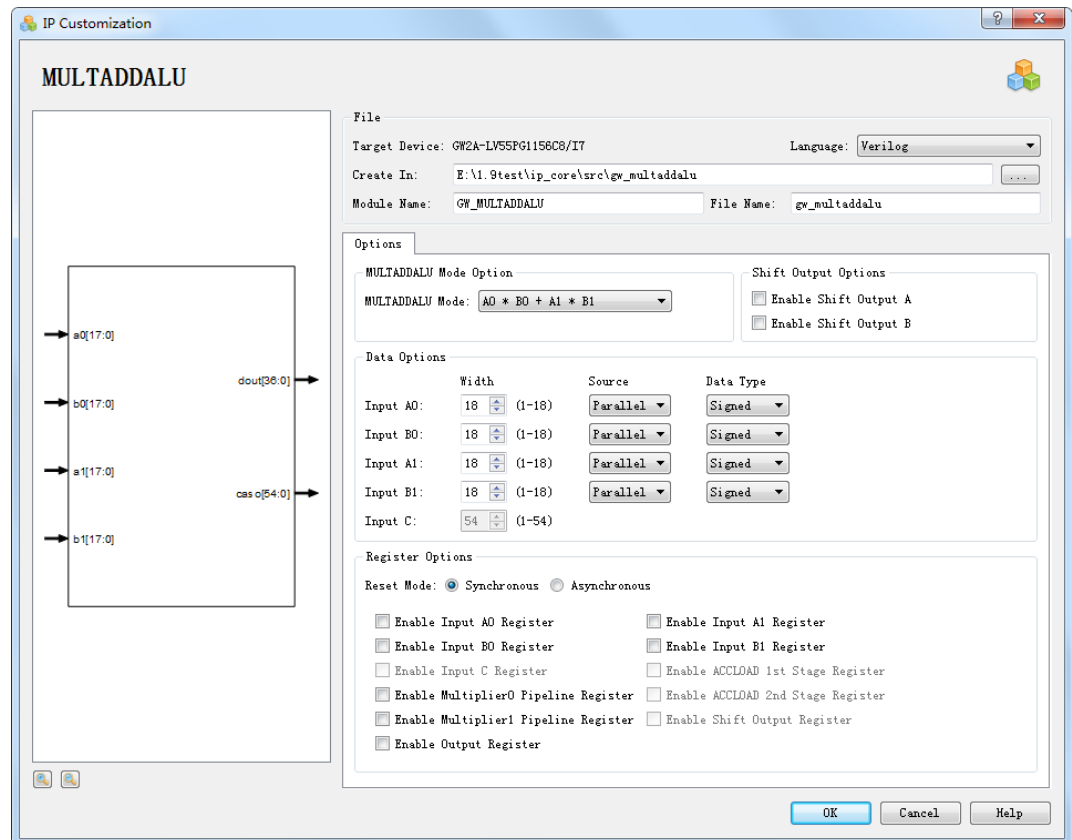 IP Customization
MULTADDALU
File
Target Device: GW2A-LV55PG1156C8/I7 Language: Verilog
Create In: E:\1.9test\ip_core\src\gw_multaddalu ...
Module Name: GW_MULTADDALU File Name: gw_multaddalu
Options
MULTADDALU Mode Option
MULTADDALU Mode: A0 * B0 + A1 * B1
Shift Output Options
Enable Shift Output A
Enable Shift Output B
a0[17:0]
b0[17:0]
a1[17:0]
b1[17:0]
dout[36:0]
caso[54:0]
Data Options
Width Source Data Type
Input A0: 18 (1-18) Parallel Signed
Input B0: 18 (1-18) Parallel Signed
Input A1: 18 (1-18) Parallel Signed
Input B1: 18 (1-18) Parallel Signed
Input C: 54 (1-54)
Register Options
Reset Mode: Synchronous Asynchronous
Enable Input A0 Register Enable Input A1 Register
Enable Input B0 Register Enable Input B1 Register
Enable Input C Register Enable ACCLOAD 1st Stage Register
Enable Multiplier0 Pipeline Register Enable ACCLOAD 2nd Stage Register
Enable Multiplier1 Pipeline Register Enable Shift Output Register
Enable Output Register
OK Cancel Help